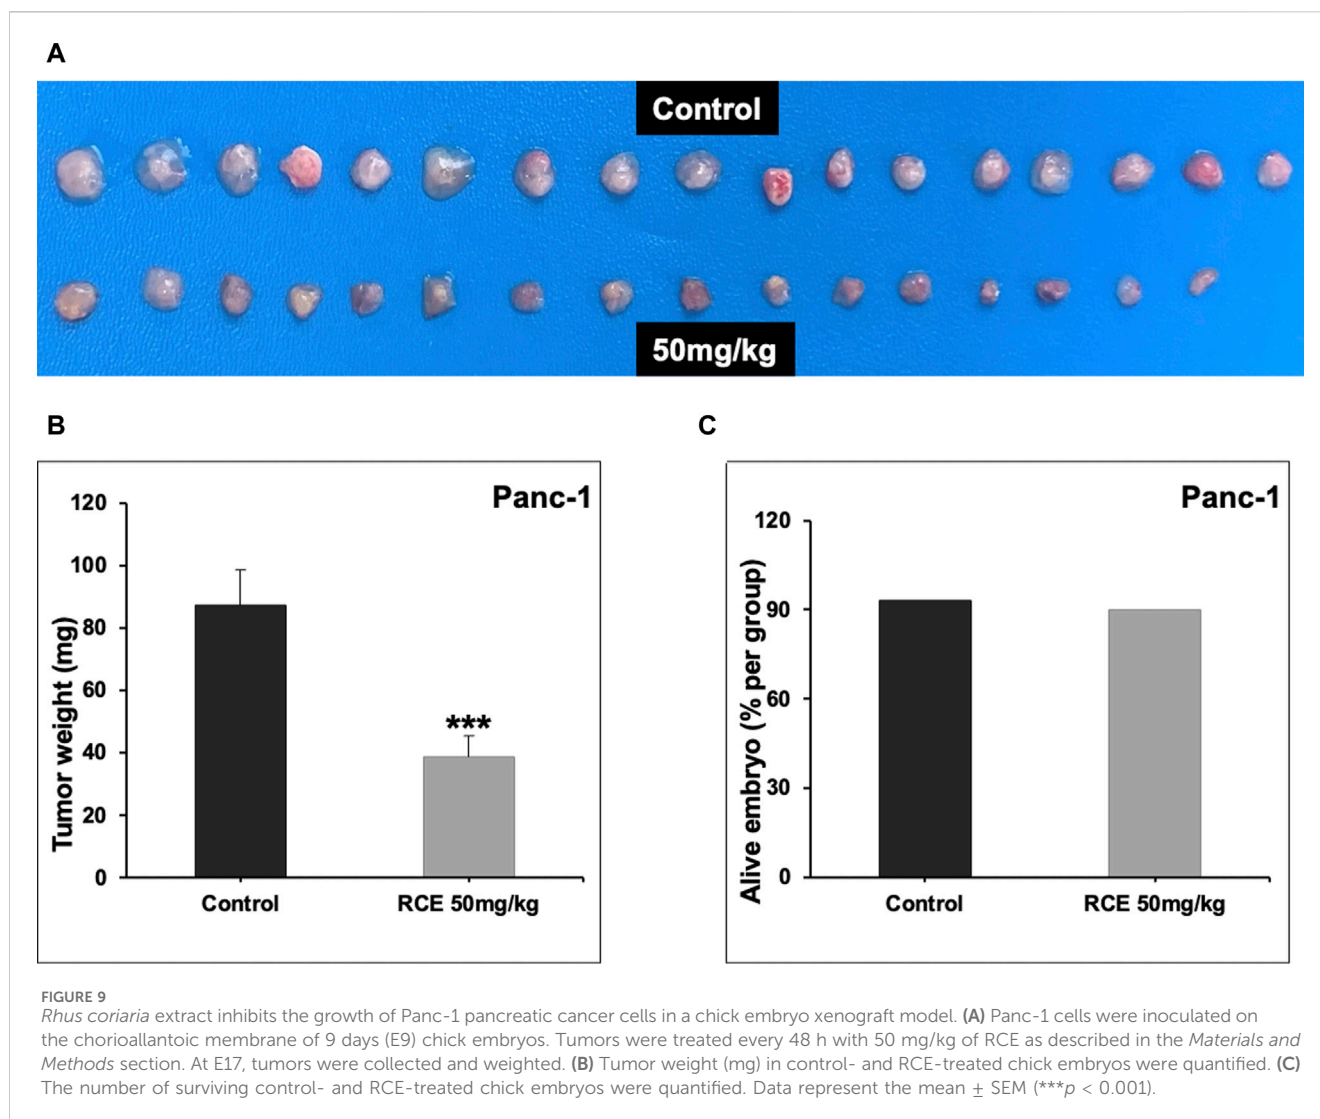 A
Control
50mg/kg
B
C
Panc-1
120
100
80
60
40
20
0
Tumor weight (mg)
***
Control
RCE 50mg/kg
Panc-1
120
90
60
30
0
Alive embryo (% per group)
Control
RCE 50mg/kg
FIGURE 9
Rhus coriaria extract inhibits the growth of Panc-1 pancreatic cancer cells in a chick embryo xenograft model. (A) Panc-1 cells were inoculated on
the chorioallantoic membrane of 9 days (E9) chick embryos. Tumors were treated every 48 h with 50 mg/kg of RCE as described in the Materials and
Methods section. At E17, tumors were collected and weighted. (B) Tumor weight (mg) in control- and RCE-treated chick embryos were quantified. (C)
The number of surviving control- and RCE-treated chick embryos were quantified. Data represent the mean ± SEM (***p < 0.001).